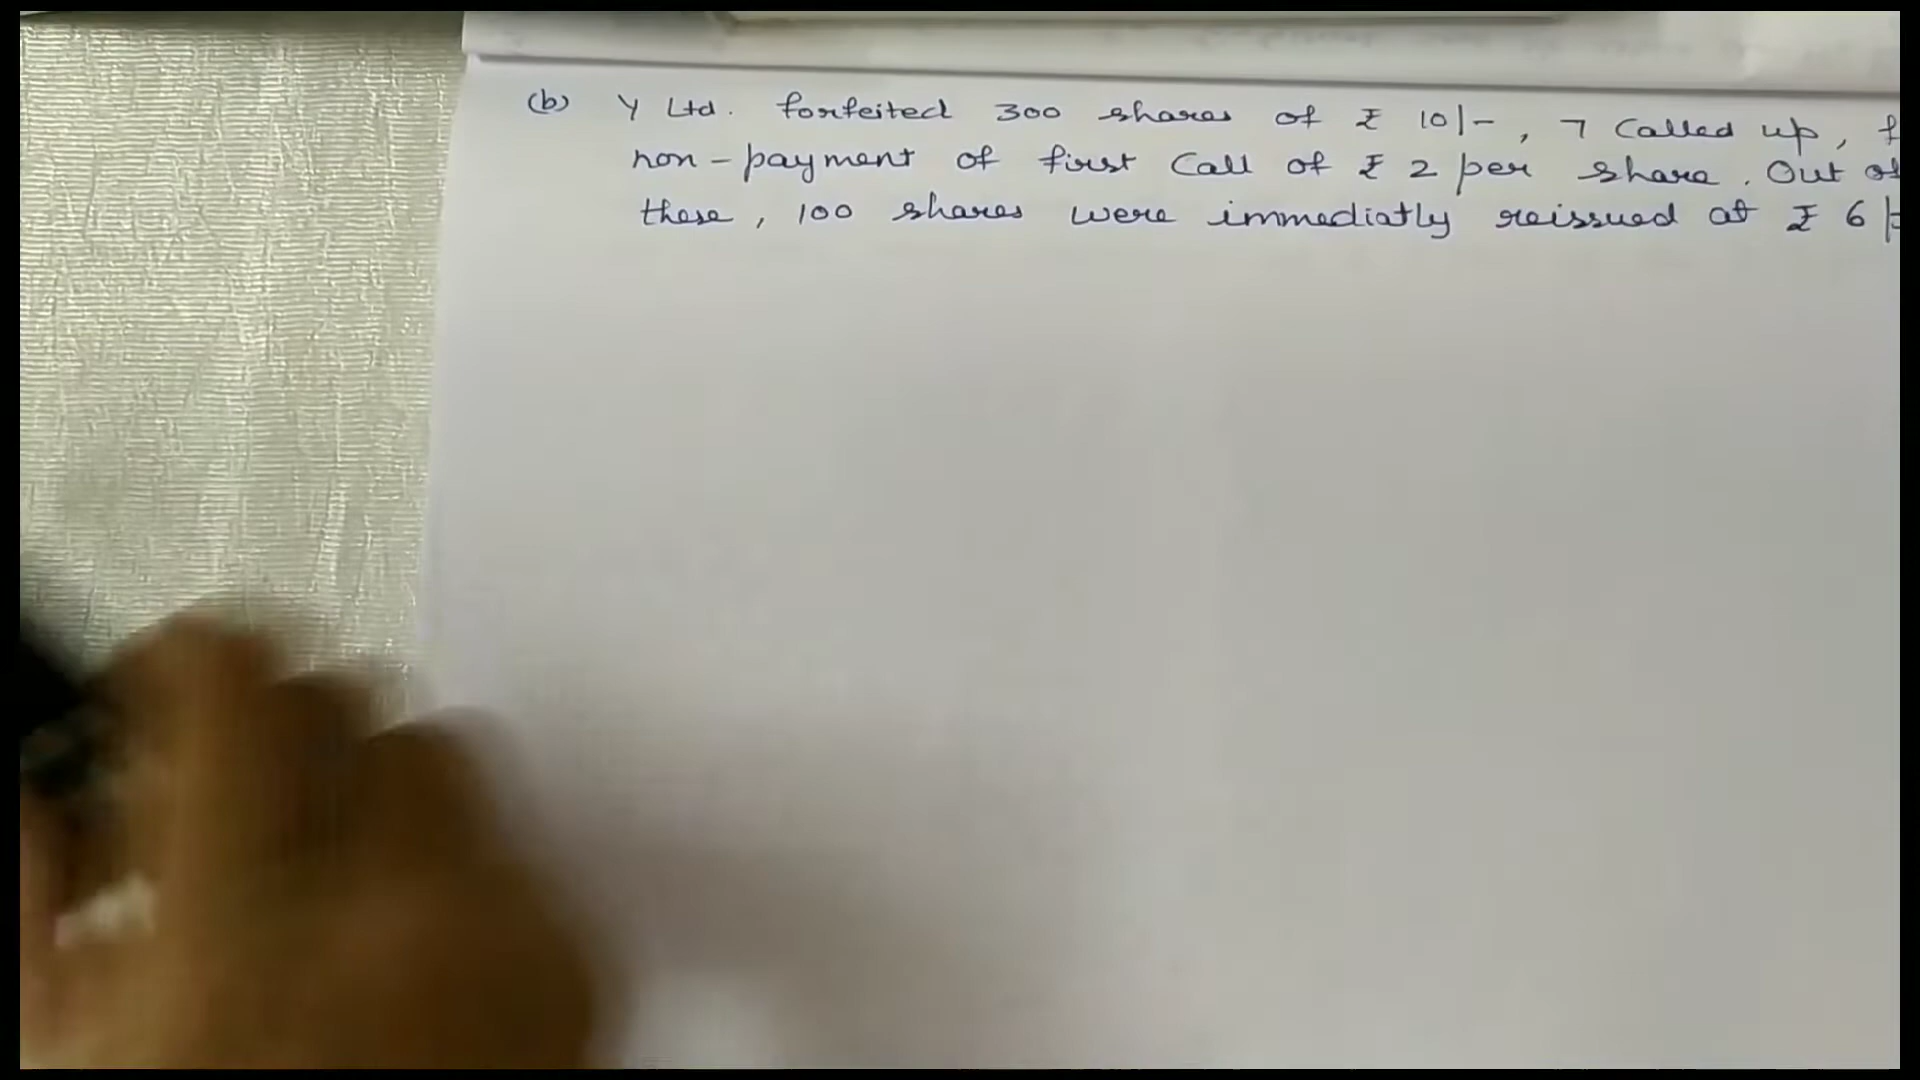 (b) Y Ltd. forfeited 300 shares of ₹ 10/-, 7 Called up,
non-payment of first Call of ₹ 2 per share. Out
these, 100 shares were immediatly reissued at ₹ 6